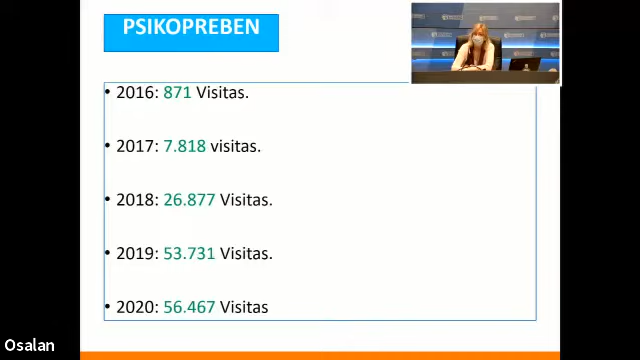 PSIKOPREBEN
• 2016: 871 Visitas.
• 2017: 7.818 visitas.
• 2018: 26.877 Visitas.
• 2019: 53.731 Visitas.
• 2020: 56.467 Visitas
Osalan